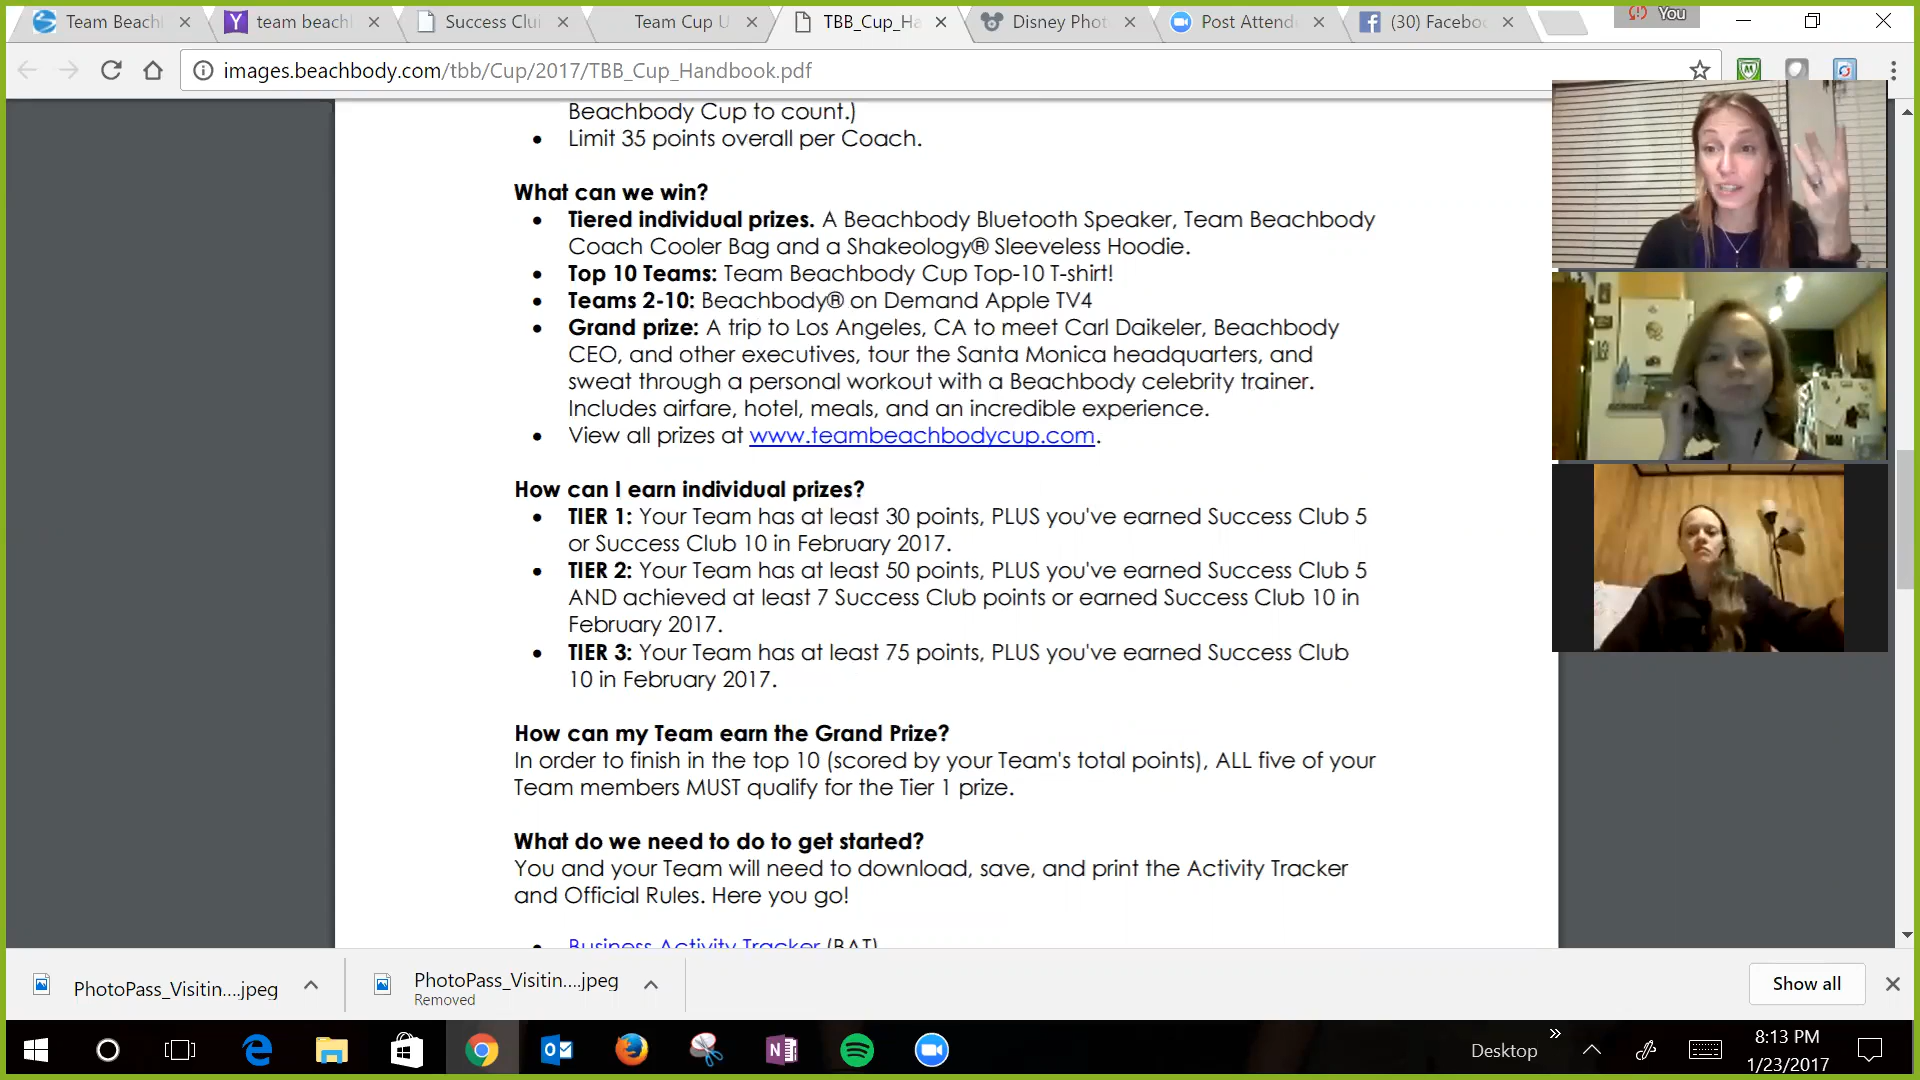 Team Beach
team beach
Success Clu
Team Cup U
TBB_Cup_Ha
Disney Phot
Post Attend
(30) Facebo
You
images.beachbody.com/tbb/Cup/2017/TBB_Cup_Handbook.pdf
Beachbody Cup to count.)
• Limit 35 points overall per Coach.
What can we win?
• Tiered individual prizes. A Beachbody Bluetooth Speaker, Team Beachbody
Coach Cooler Bag and a Shakeology® Sleeveless Hoodie.
• Top 10 Teams: Team Beachbody Cup Top-10 T-shirt!
• Teams 2-10: Beachbody® on Demand Apple TV4
• Grand prize: A trip to Los Angeles, CA to meet Carl Daikeler, Beachbody
CEO, and other executives, tour the Santa Monica headquarters, and
sweat through a personal workout with a Beachbody celebrity trainer.
Includes airfare, hotel, meals, and an incredible experience.
• View all prizes at www.teambeachbodycup.com.
How can I earn individual prizes?
• TIER 1: Your Team has at least 30 points, PLUS you've earned Success Club 5
or Success Club 10 in February 2017.
• TIER 2: Your Team has at least 50 points, PLUS you've earned Success Club 5
AND achieved at least 7 Success Club points or earned Success Club 10 in
February 2017.
• TIER 3: Your Team has at least 75 points, PLUS you've earned Success Club
10 in February 2017.
How can my Team earn the Grand Prize?
In order to finish in the top 10 (scored by your Team's total points), ALL five of your
Team members MUST qualify for the Tier 1 prize.
What do we need to do to get started?
You and your Team will need to download, save, and print the Activity Tracker
and Official Rules. Here you go!
• Business Activity Tracker (BAT)
PhotoPass_Visitin....jpeg
PhotoPass_Visitin....jpeg
Removed
Show all
Desktop
8:13 PM
1/23/2017